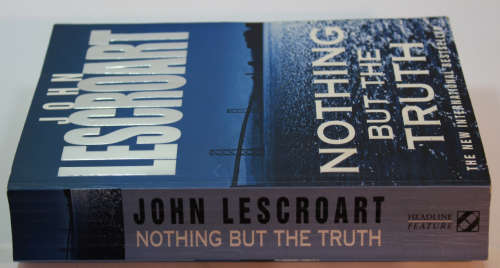 JOHN
LESCROART
NOTHING
BUT THE
TRUTH
THE NEW INTERNATIONAL BESTSELLER
JOHN LESCROART
NOTHING BUT THE TRUTH
HEADLINE
FEATURE